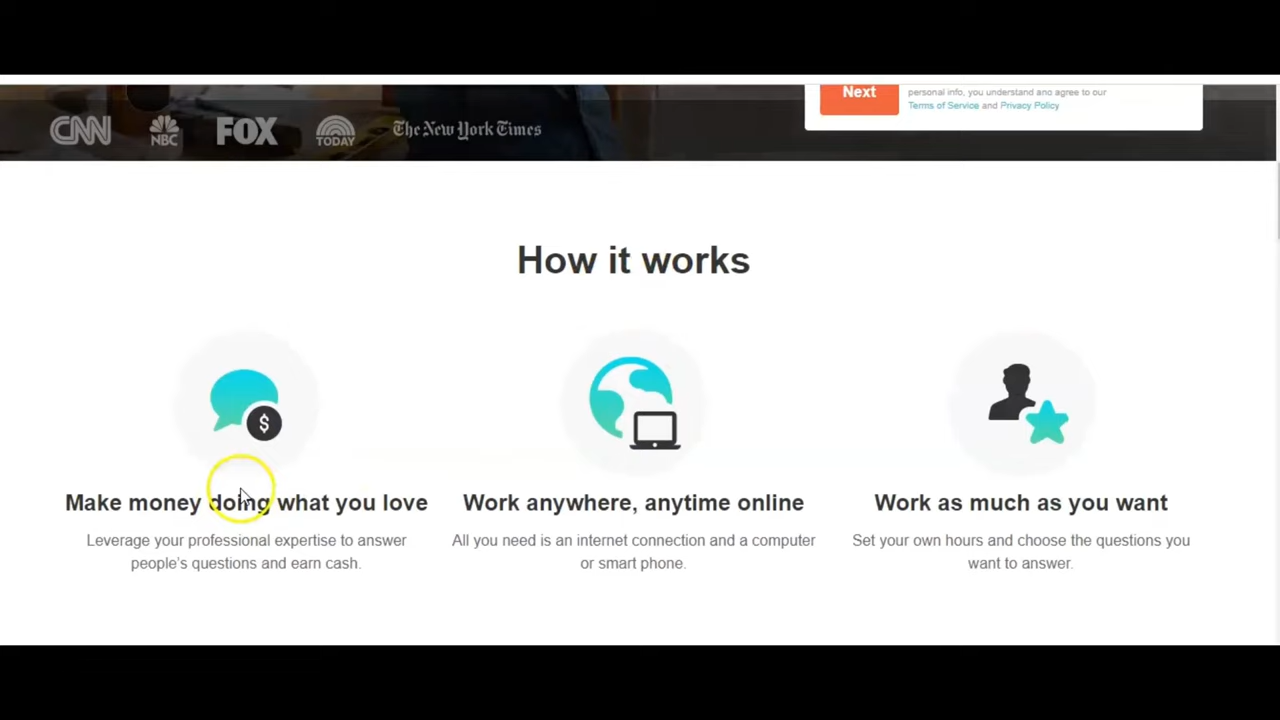 Next
personal info, you understand and agree to our
Terms of Service and Privacy Policy
CNN
NBC
FOX
TODAY
The New York Times
How it works
$
Make money doing what you love
Leverage your professional expertise to answer
people's questions and earn cash.
Work anywhere, anytime online
All you need is an internet connection and a computer
or smart phone.
Work as much as you want
Set your own hours and choose the questions you
want to answer.